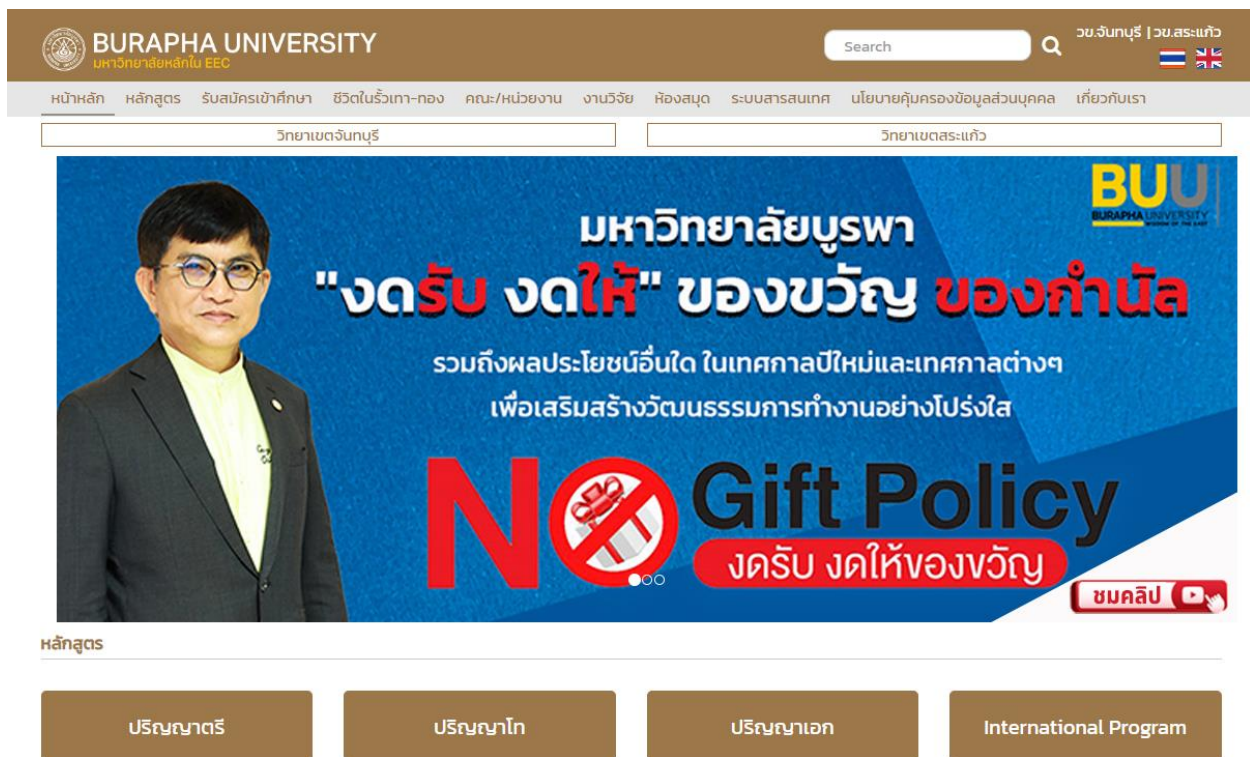 BURAPHA UNIVERSITY
มหาวิทยาลัยหลักใน EEC
Search
วข.จันทบุรี | วข.สระแก้ว
หน้าหลัก หลักสูตร รับสมัครเข้าศึกษา ชีวิตในรั้วเทา-ทอง คณะ/หน่วยงาน งานวิจัย ห้องสมุด ระบบสารสนเทศ นโยบายคุ้มครองข้อมูลส่วนบุคคล เกี่ยวกับเรา
วิทยาเขตจันทบุรี
วิทยาเขตสระแก้ว
BUU
BURAPHA UNIVERSITY
WISDOM OF THE EAST
มหาวิทยาลัยบูรพา
"งดรับ งดให้" ของขวัญ ของกำนัล
รวมถึงผลประโยชน์อื่นใด ในเทศกาลปีใหม่และเทศกาลต่างๆ
เพื่อเสริมสร้างวัฒนธรรมการทำงานอย่างโปร่งใส
NO Gift Policy
งดรับ งดให้ของขวัญ
ชมคลิป
หลักสูตร
ปริญญาตรี
ปริญญาโท
ปริญญาเอก
International Program